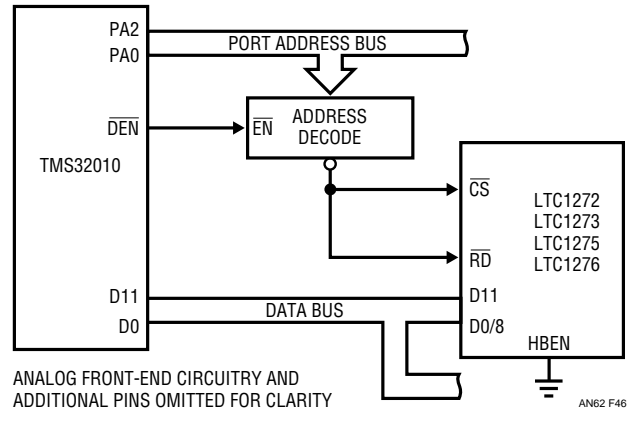 PA2
PA0
PORT ADDRESS BUS
DEN
EN
ADDRESS
DECODE
TMS32010
CS
RD
LTC1272
LTC1273
LTC1275
LTC1276
D11
D0
DATA BUS
D11
D0/8
HBEN
ANALOG FRONT-END CIRCUITRY AND
ADDITIONAL PINS OMITTED FOR CLARITY
AN62 F46